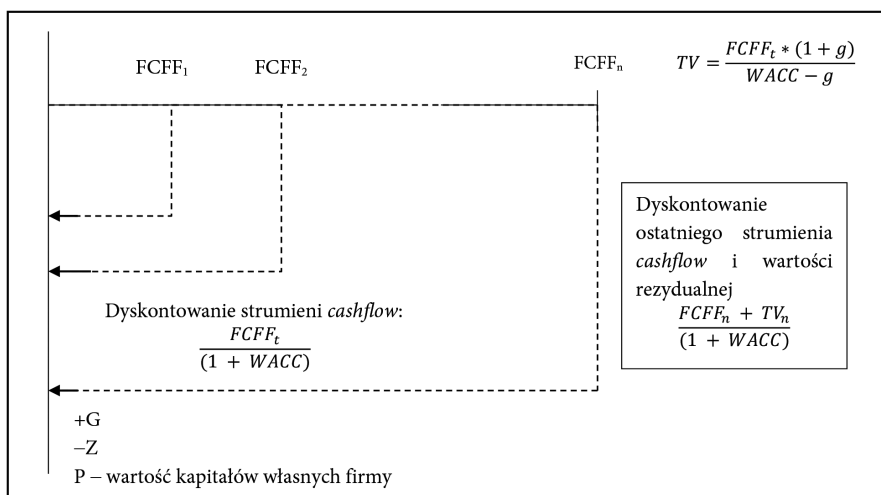 FCFF₁ FCFF₂ FCFFₙ TV = FCFFₜ * (1 + g) / WACC − g
Dyskontowanie
ostatniego strumienia
cashflow i wartości
rezydualnej
FCFFₙ + TVₙ
(1 + WACC)
Dyskontowanie strumieni cashflow:
FCFFₜ
(1 + WACC)
+G
–Z
P – wartość kapitałów własnych firmy